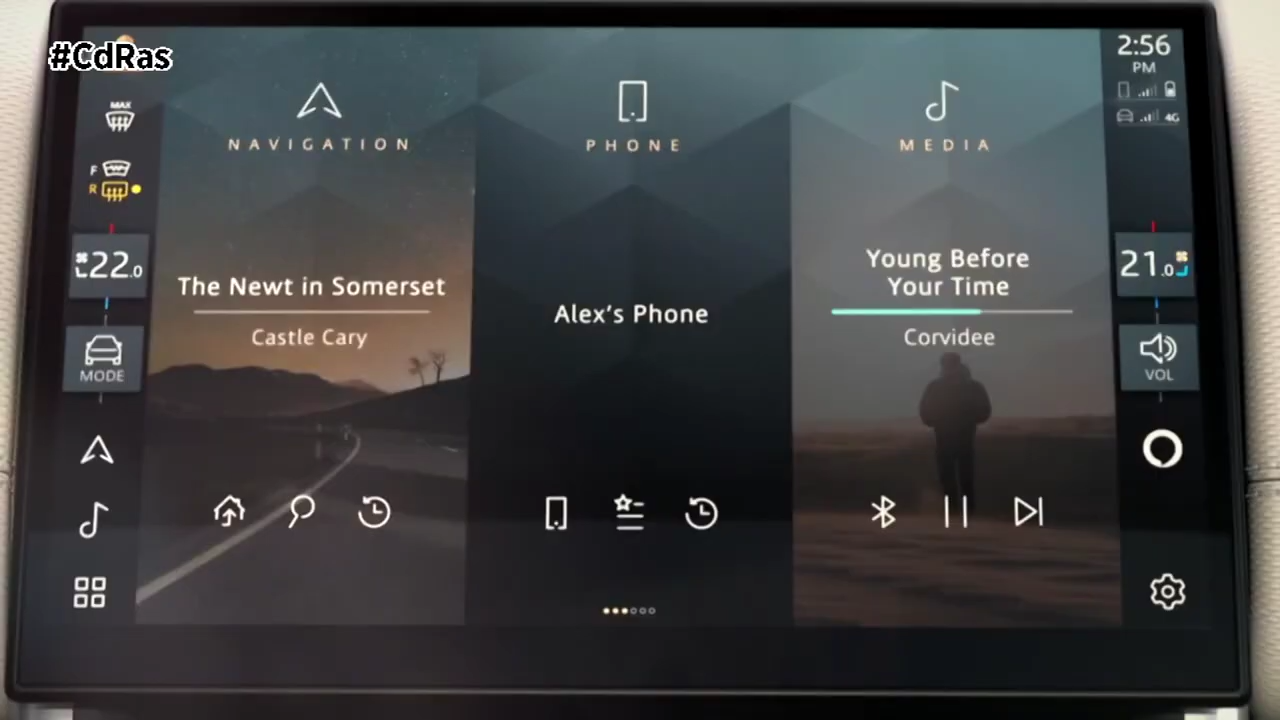 #CdRas
MAX
F
R
22.0
MODE
NAVIGATION
The Newt in Somerset
Castle Cary
PHONE
Alex's Phone
MEDIA
Young Before
Your Time
Corvidee
2:56
PM
4G
21.0
VOL